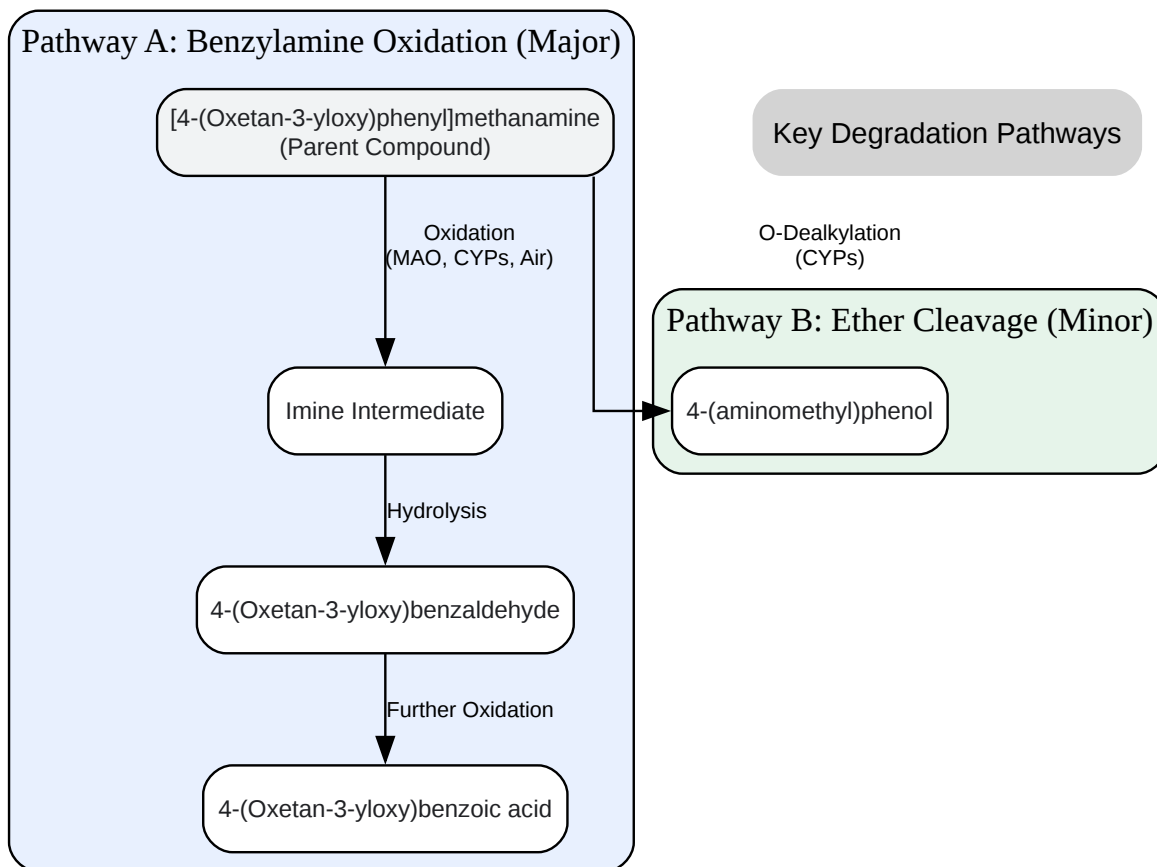 Pathway A: Benzylamine Oxidation (Major)
[4-(Oxetan-3-yloxy)phenyl]methanamine
(Parent Compound)
Key Degradation Pathways
Oxidation
(MAO, CYPs, Air)
O-Dealkylation
(CYPs)
Pathway B: Ether Cleavage (Minor)
Imine Intermediate
4-(aminomethyl)phenol
Hydrolysis
4-(Oxetan-3-yloxy)benzaldehyde
Further Oxidation
4-(Oxetan-3-yloxy)benzoic acid